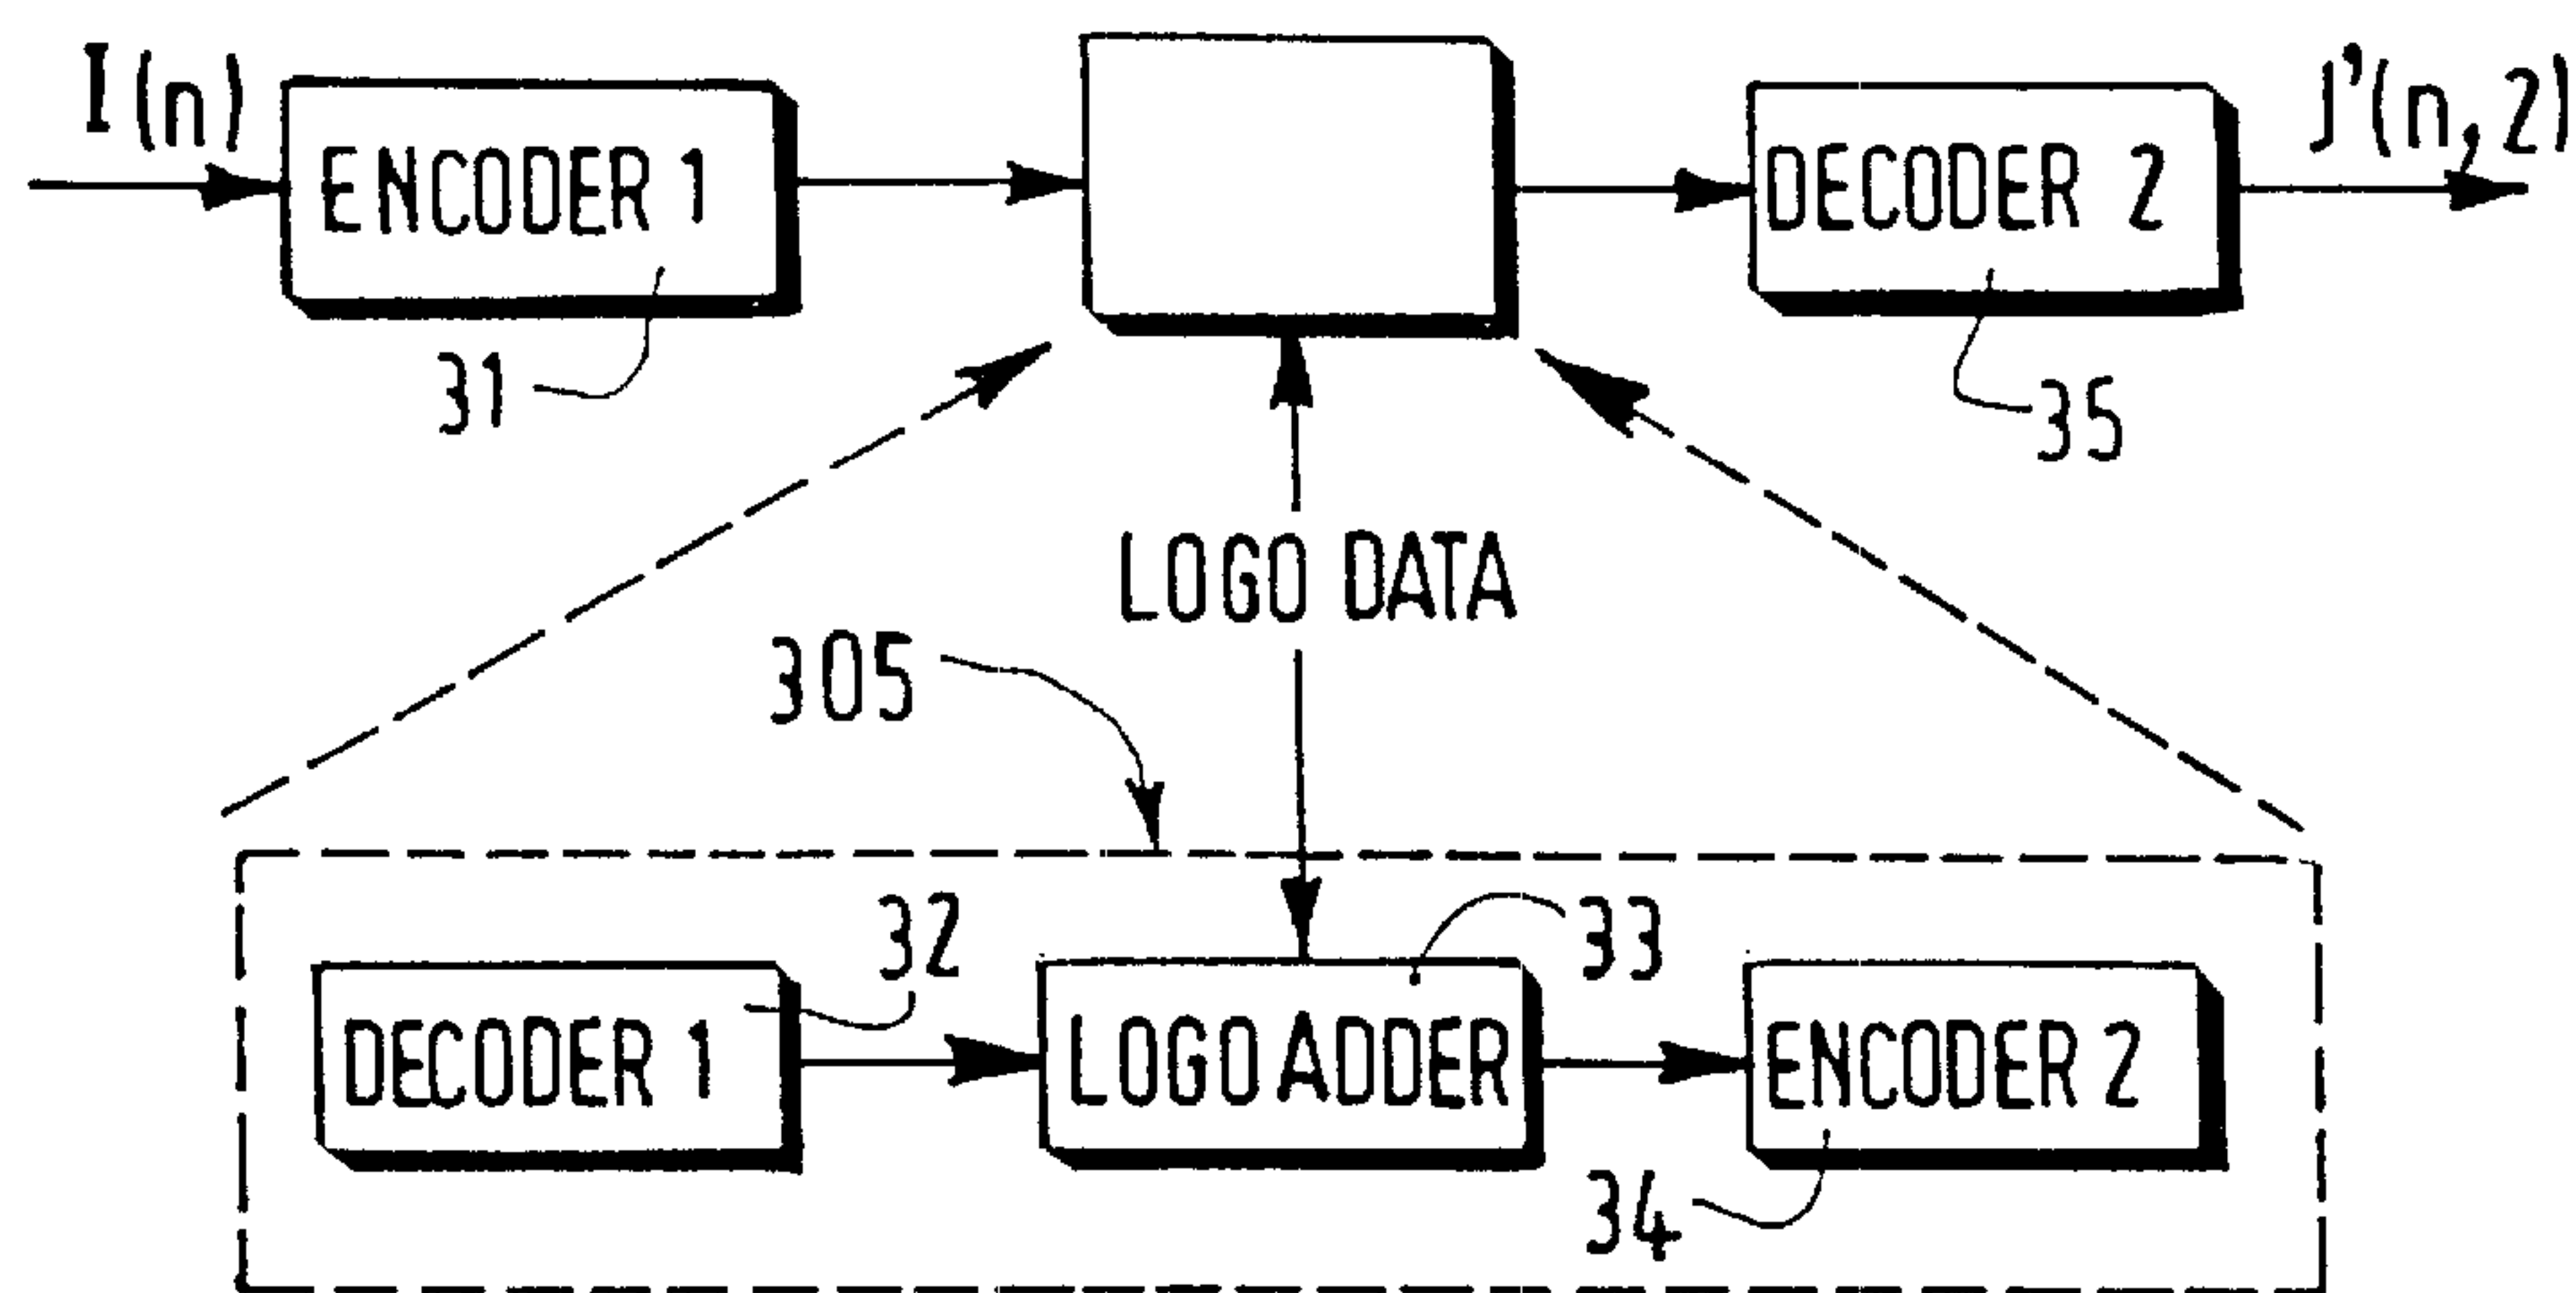 I(n)
ENCODER 1
DECODER 2
J'(n,2)
31
35
LOGO DATA
305
32
33
DECODER 1
LOGO ADDER
ENCODER 2
34